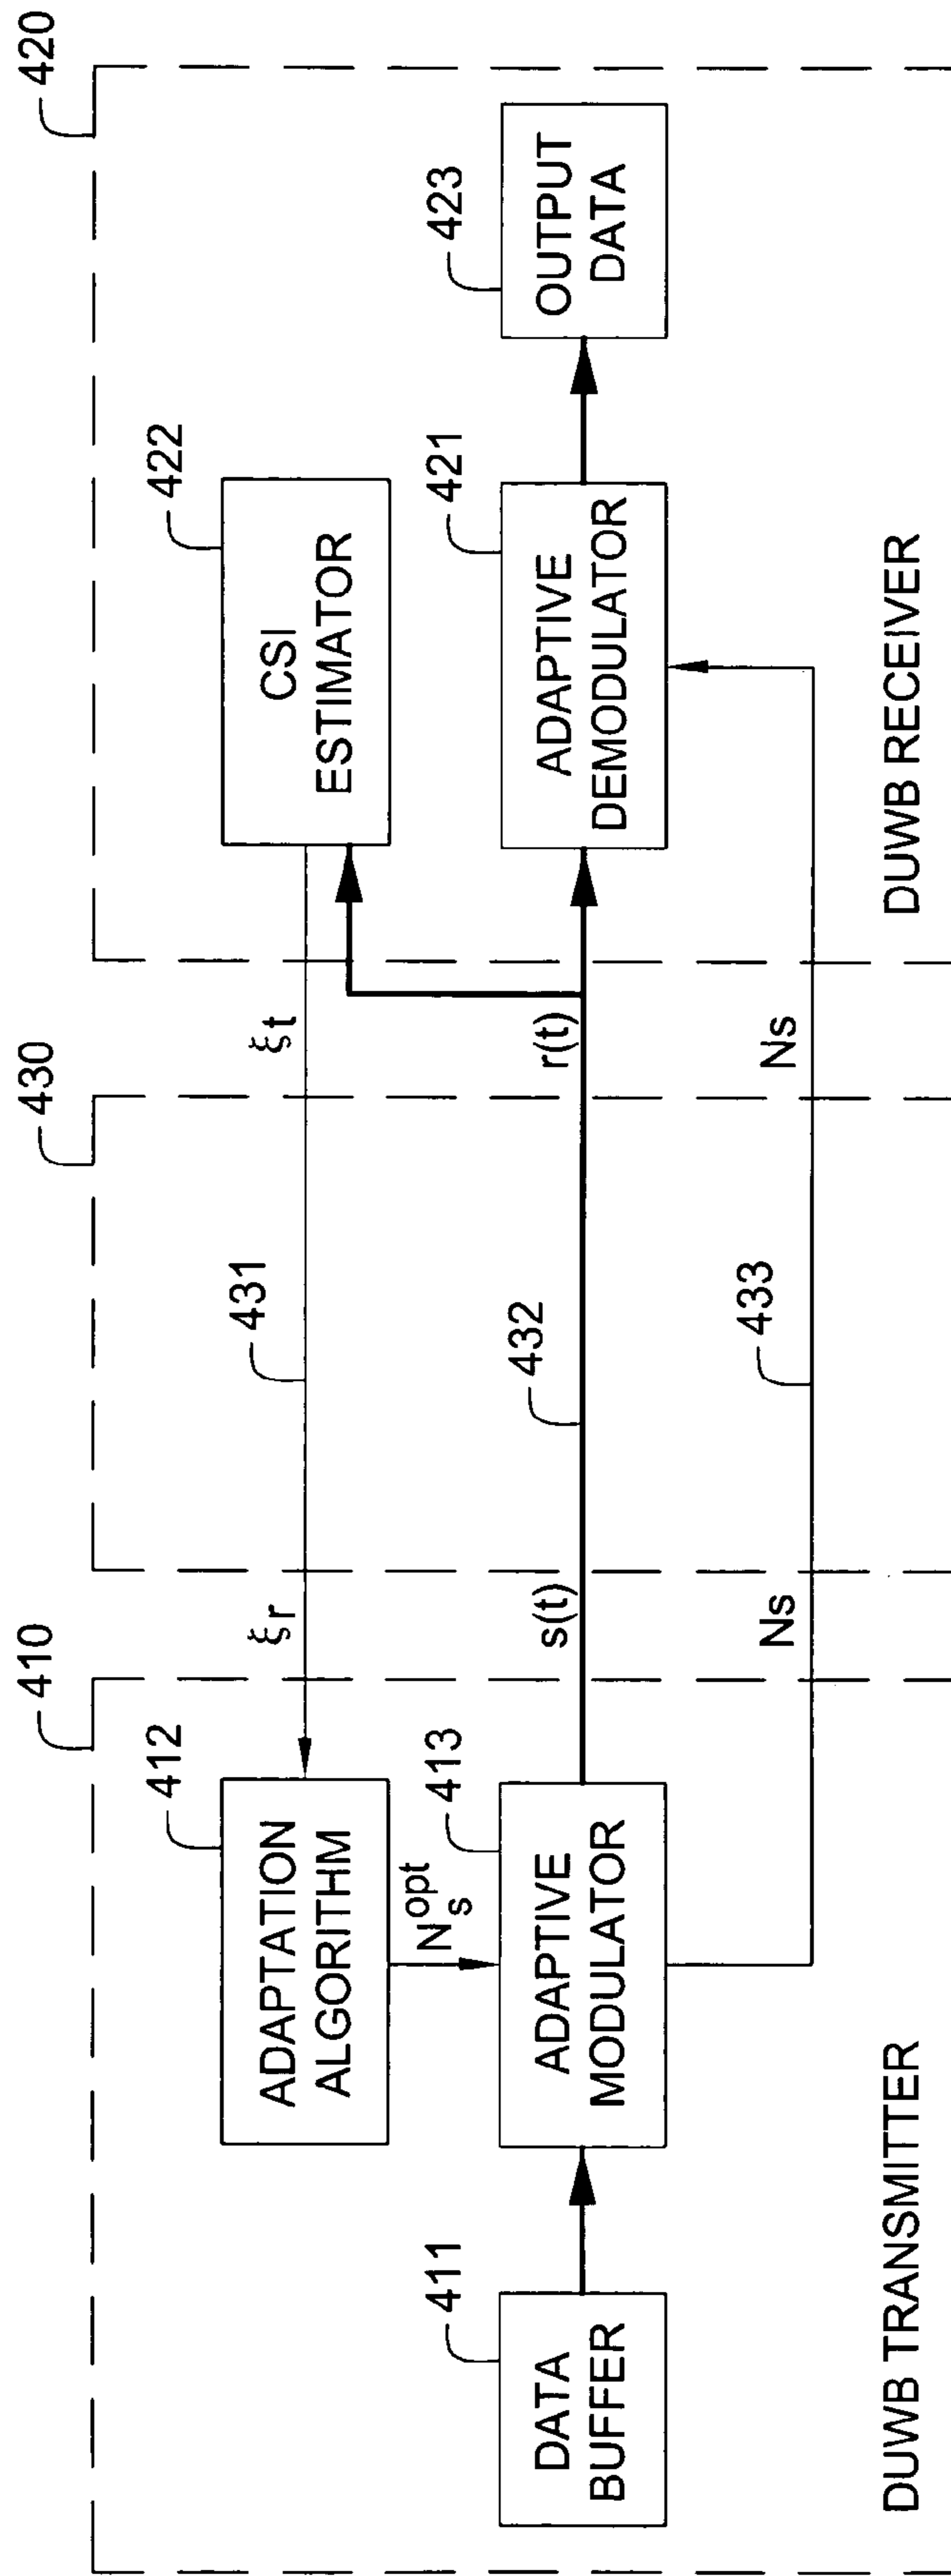 410
430
420
412
ADAPTATION
ALGORITHM
ξr
431
ξt
422
CSI
ESTIMATOR
N_s^opt
411
DATA
BUFFER
413
ADAPTIVE
MODULATOR
s(t)
432
r(t)
421
ADAPTIVE
DEMODULATOR
423
OUTPUT
DATA
Ns
433
Ns
DUWB TRANSMITTER
DUWB RECEIVER